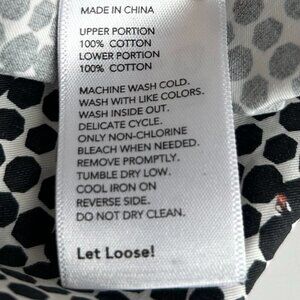 MADE IN CHINA
UPPER PORTION
100% COTTON
LOWER PORTION
100% COTTON
MACHINE WASH COLD.
WASH WITH LIKE COLORS.
WASH INSIDE OUT.
DELICATE CYCLE.
ONLY NON-CHLORINE
BLEACH WHEN NEEDED.
REMOVE PROMPTLY.
TUMBLE DRY LOW.
COOL IRON ON
REVERSE SIDE.
DO NOT DRY CLEAN.
Let Loose!